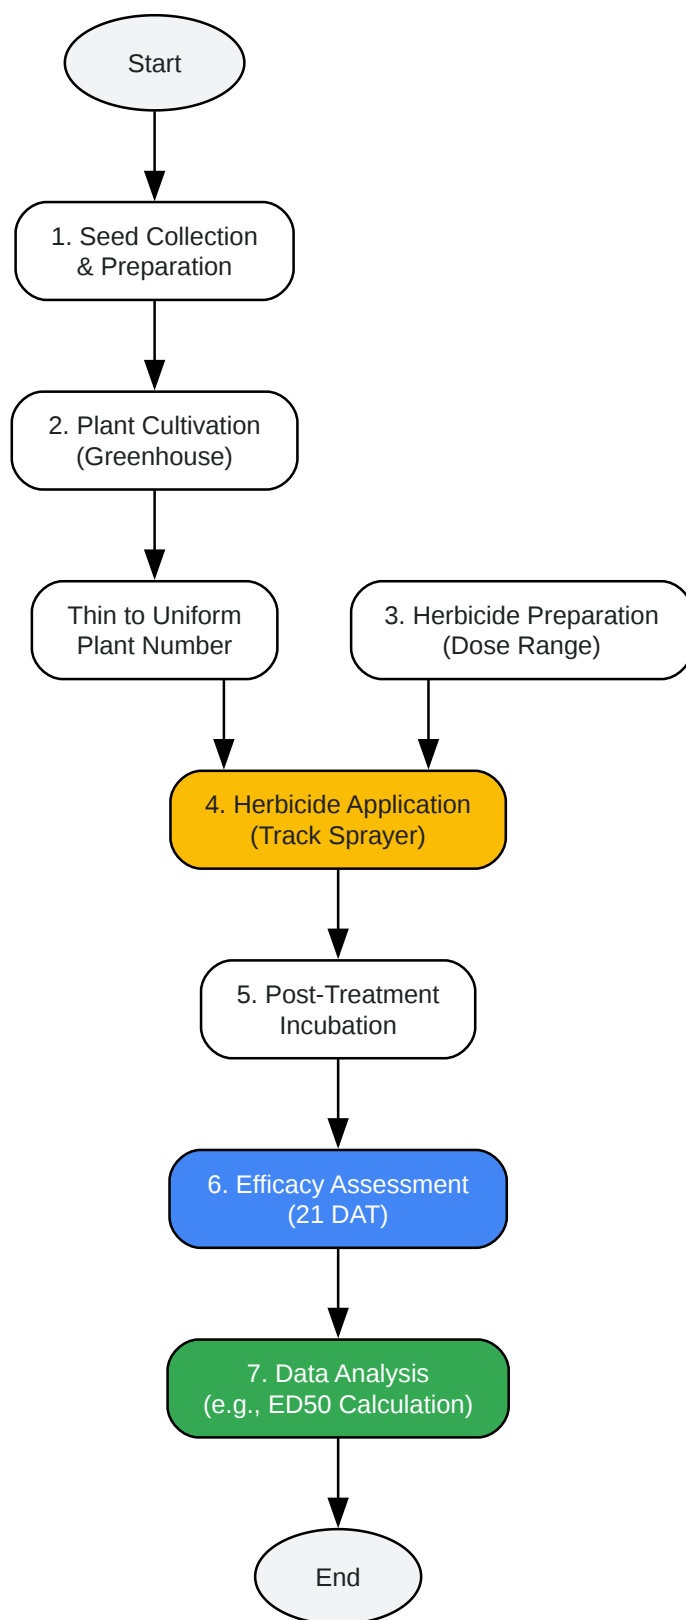 Start
1. Seed Collection
& Preparation
2. Plant Cultivation
(Greenhouse)
Thin to Uniform
Plant Number
3. Herbicide Preparation
(Dose Range)
4. Herbicide Application
(Track Sprayer)
5. Post-Treatment
Incubation
6. Efficacy Assessment
(21 DAT)
7. Data Analysis
(e.g., ED50 Calculation)
End